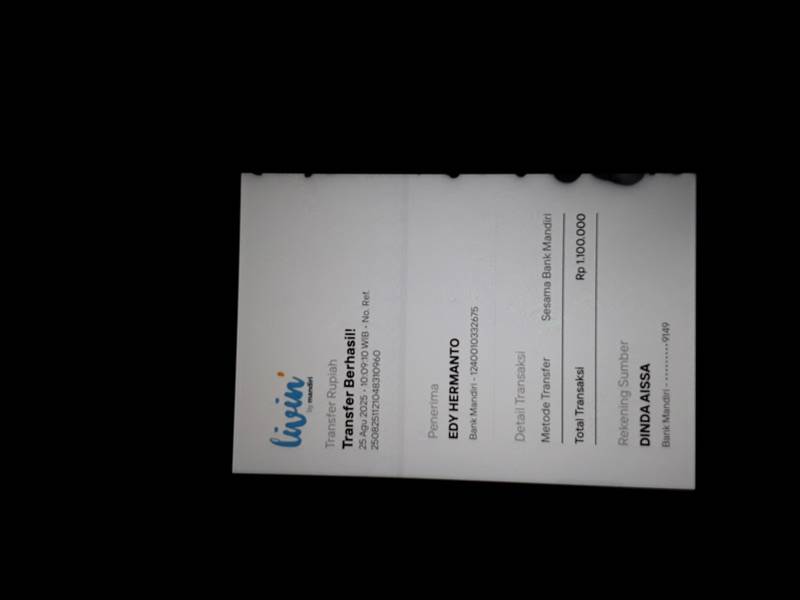 livin'
by mandiri
Transfer Rupiah
Transfer Berhasil!
25 Agu 2025 • 10:09:10 WIB • No. Ref.
2508251121048310960
Penerima
EDY HERMANTO
Bank Mandiri - 1240010332675
Detail Transaksi
Metode Transfer Sesama Bank Mandiri
Total Transaksi Rp 1.100.000
Rekening Sumber
DINDA AISSA
Bank Mandiri - •••••••••9149